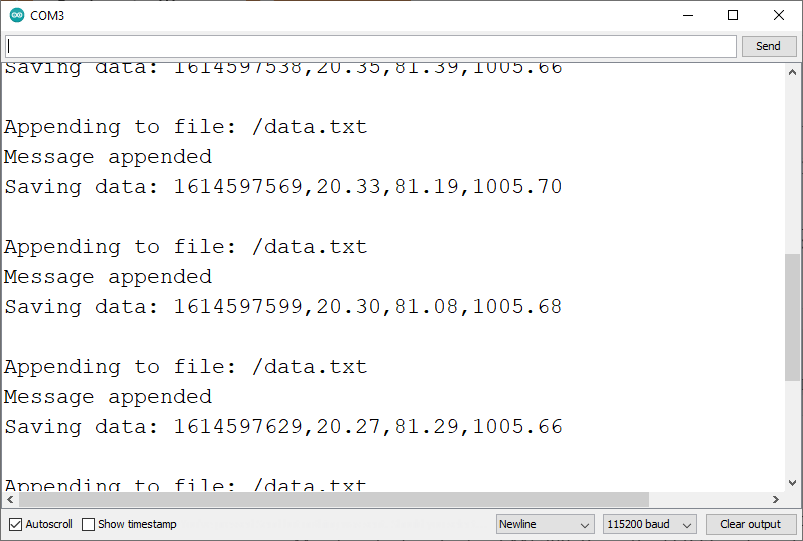 COM3
Send
Saving data: 1614597538,20.35,81.39,1005.66
Appending to file: /data.txt
Message appended
Saving data: 1614597569,20.33,81.19,1005.70
Appending to file: /data.txt
Message appended
Saving data: 1614597599,20.30,81.08,1005.68
Appending to file: /data.txt
Message appended
Saving data: 1614597629,20.27,81.29,1005.66
Appending to file: /data.txt
Autoscroll Show timestamp Newline 115200 baud Clear output